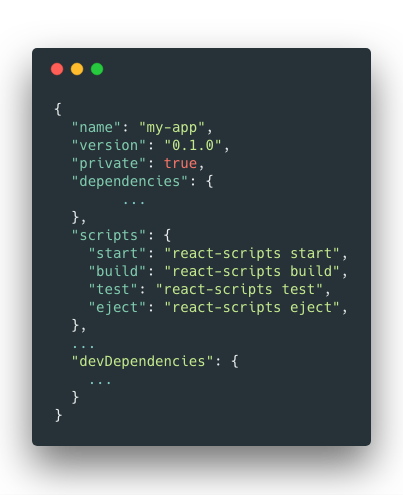 {
  "name": "my-app",
  "version": "0.1.0",
  "private": true,
  "dependencies": {
        ...
  },
  "scripts": {
    "start": "react-scripts start",
    "build": "react-scripts build",
    "test": "react-scripts test",
    "eject": "react-scripts eject",
  },
  ...
  "devDependencies": {
    ...
  }
}